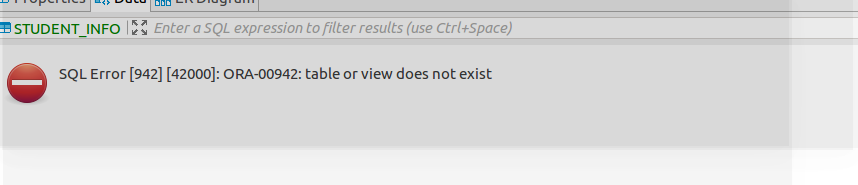 Properties Data ER Diagram
STUDENT_INFO Enter a SQL expression to filter results (use Ctrl+Space)
SQL Error [942] [42000]: ORA-00942: table or view does not exist